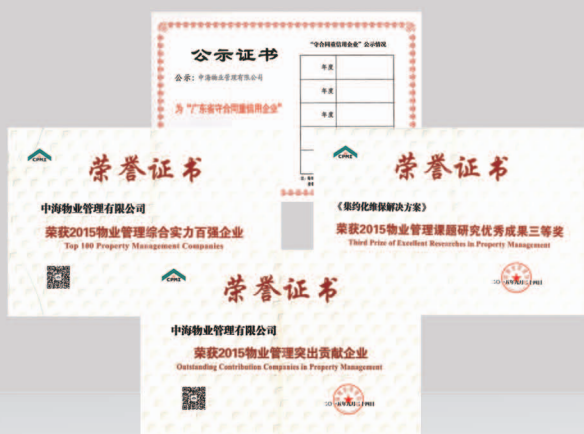 公示证书
公示：中海物业管理有限公司
为“广东省守合同重信用企业”
“守合同重信用企业”公示情况
年度
年度
年度
CPMI
荣誉证书
中海物业管理有限公司
荣获2015物业管理综合实力百强企业
Top 100 Property Management Companies
CPMI
荣誉证书
《集约化维保解决方案》
荣获2015物业管理课题研究优秀成果三等奖
Third Prize of Excellent Researches in Property Management
CPMI
荣誉证书
中海物业管理有限公司
荣获2015物业管理突出贡献企业
Outstanding Contribution Companies in Property Management